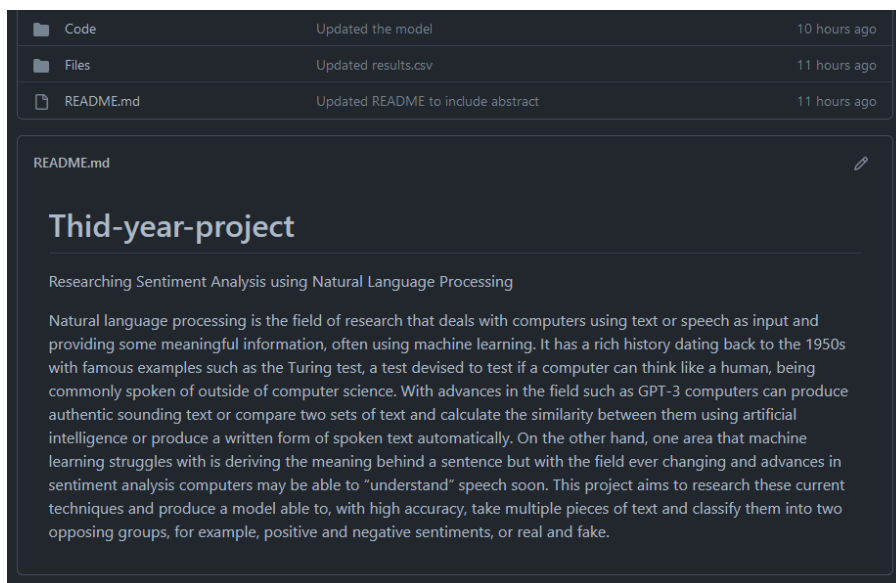 Code Updated the model 10 hours ago
Files Updated results.csv 11 hours ago
README.md Updated README to include abstract 11 hours ago
README.md
Thid-year-project
Researching Sentiment Analysis using Natural Language Processing
Natural language processing is the field of research that deals with computers using text or speech as input and
providing some meaningful information, often using machine learning. It has a rich history dating back to the 1950s
with famous examples such as the Turing test, a test devised to test if a computer can think like a human, being
commonly spoken of outside of computer science. With advances in the field such as GPT-3 computers can produce
authentic sounding text or compare two sets of text and calculate the similarity between them using artificial
intelligence or produce a written form of spoken text automatically. On the other hand, one area that machine
learning struggles with is deriving the meaning behind a sentence but with the field ever changing and advances in
sentiment analysis computers may be able to “understand” speech soon. This project aims to research these current
techniques and produce a model able to, with high accuracy, take multiple pieces of text and classify them into two
opposing groups, for example, positive and negative sentiments, or real and fake.